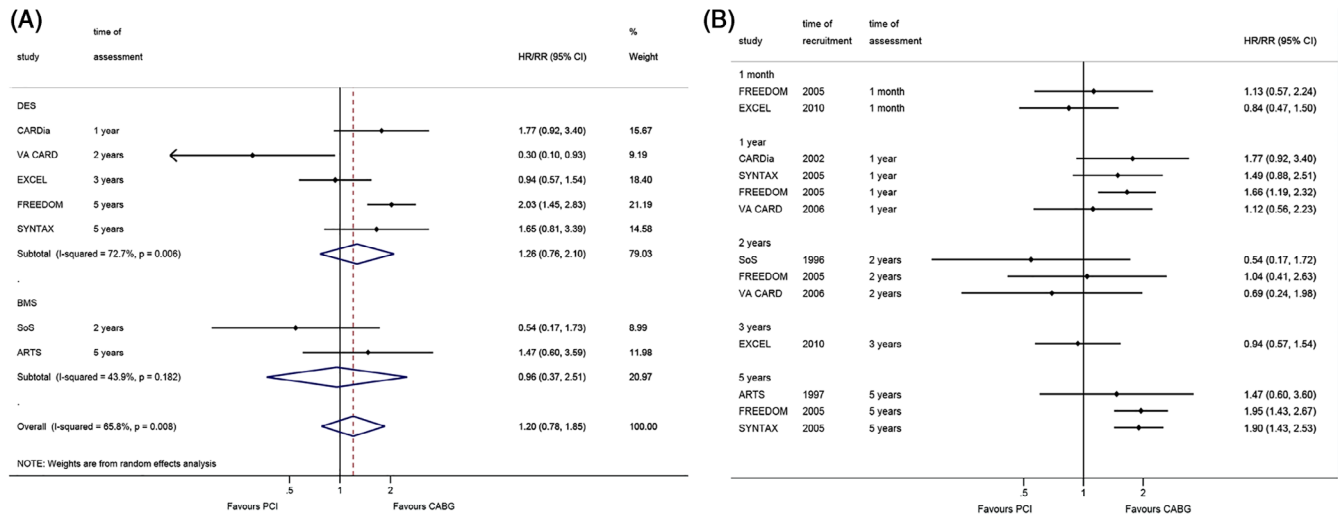 (A)
time of %
study assessment HR/RR (95% CI) Weight
DES
CARDia 1 year 1.77 (0.92, 3.40) 15.67
VA CARD 2 years 0.30 (0.10, 0.93) 9.19
EXCEL 3 years 0.94 (0.57, 1.54) 18.40
FREEDOM 5 years 2.03 (1.45, 2.83) 21.19
SYNTAX 5 years 1.65 (0.81, 3.39) 14.58
Subtotal (I-squared = 72.7%, p = 0.006) 1.26 (0.76, 2.10) 79.03
.
BMS
SoS 2 years 0.54 (0.17, 1.73) 8.99
ARTS 5 years 1.47 (0.60, 3.59) 11.98
Subtotal (I-squared = 43.9%, p = 0.182) 0.96 (0.37, 2.51) 20.97
.
Overall (I-squared = 65.8%, p = 0.008) 1.20 (0.78, 1.85) 100.00
NOTE: Weights are from random effects analysis
.5 1 2
Favours PCI Favours CABG
(B)
time of time of
study recruitment assessment HR/RR (95% CI)
1 month
FREEDOM 2005 1 month 1.13 (0.57, 2.24)
EXCEL 2010 1 month 0.84 (0.47, 1.50)
1 year
CARDia 2002 1 year 1.77 (0.92, 3.40)
SYNTAX 2005 1 year 1.49 (0.88, 2.51)
FREEDOM 2005 1 year 1.66 (1.19, 2.32)
VA CARD 2006 1 year 1.12 (0.56, 2.23)
2 years
SoS 1996 2 years 0.54 (0.17, 1.72)
FREEDOM 2005 2 years 1.04 (0.41, 2.63)
VA CARD 2006 2 years 0.69 (0.24, 1.98)
3 years
EXCEL 2010 3 years 0.94 (0.57, 1.54)
5 years
ARTS 1997 5 years 1.47 (0.60, 3.60)
FREEDOM 2005 5 years 1.95 (1.43, 2.67)
SYNTAX 2005 5 years 1.90 (1.43, 2.53)
.5 1 2
Favours PCI Favours CABG